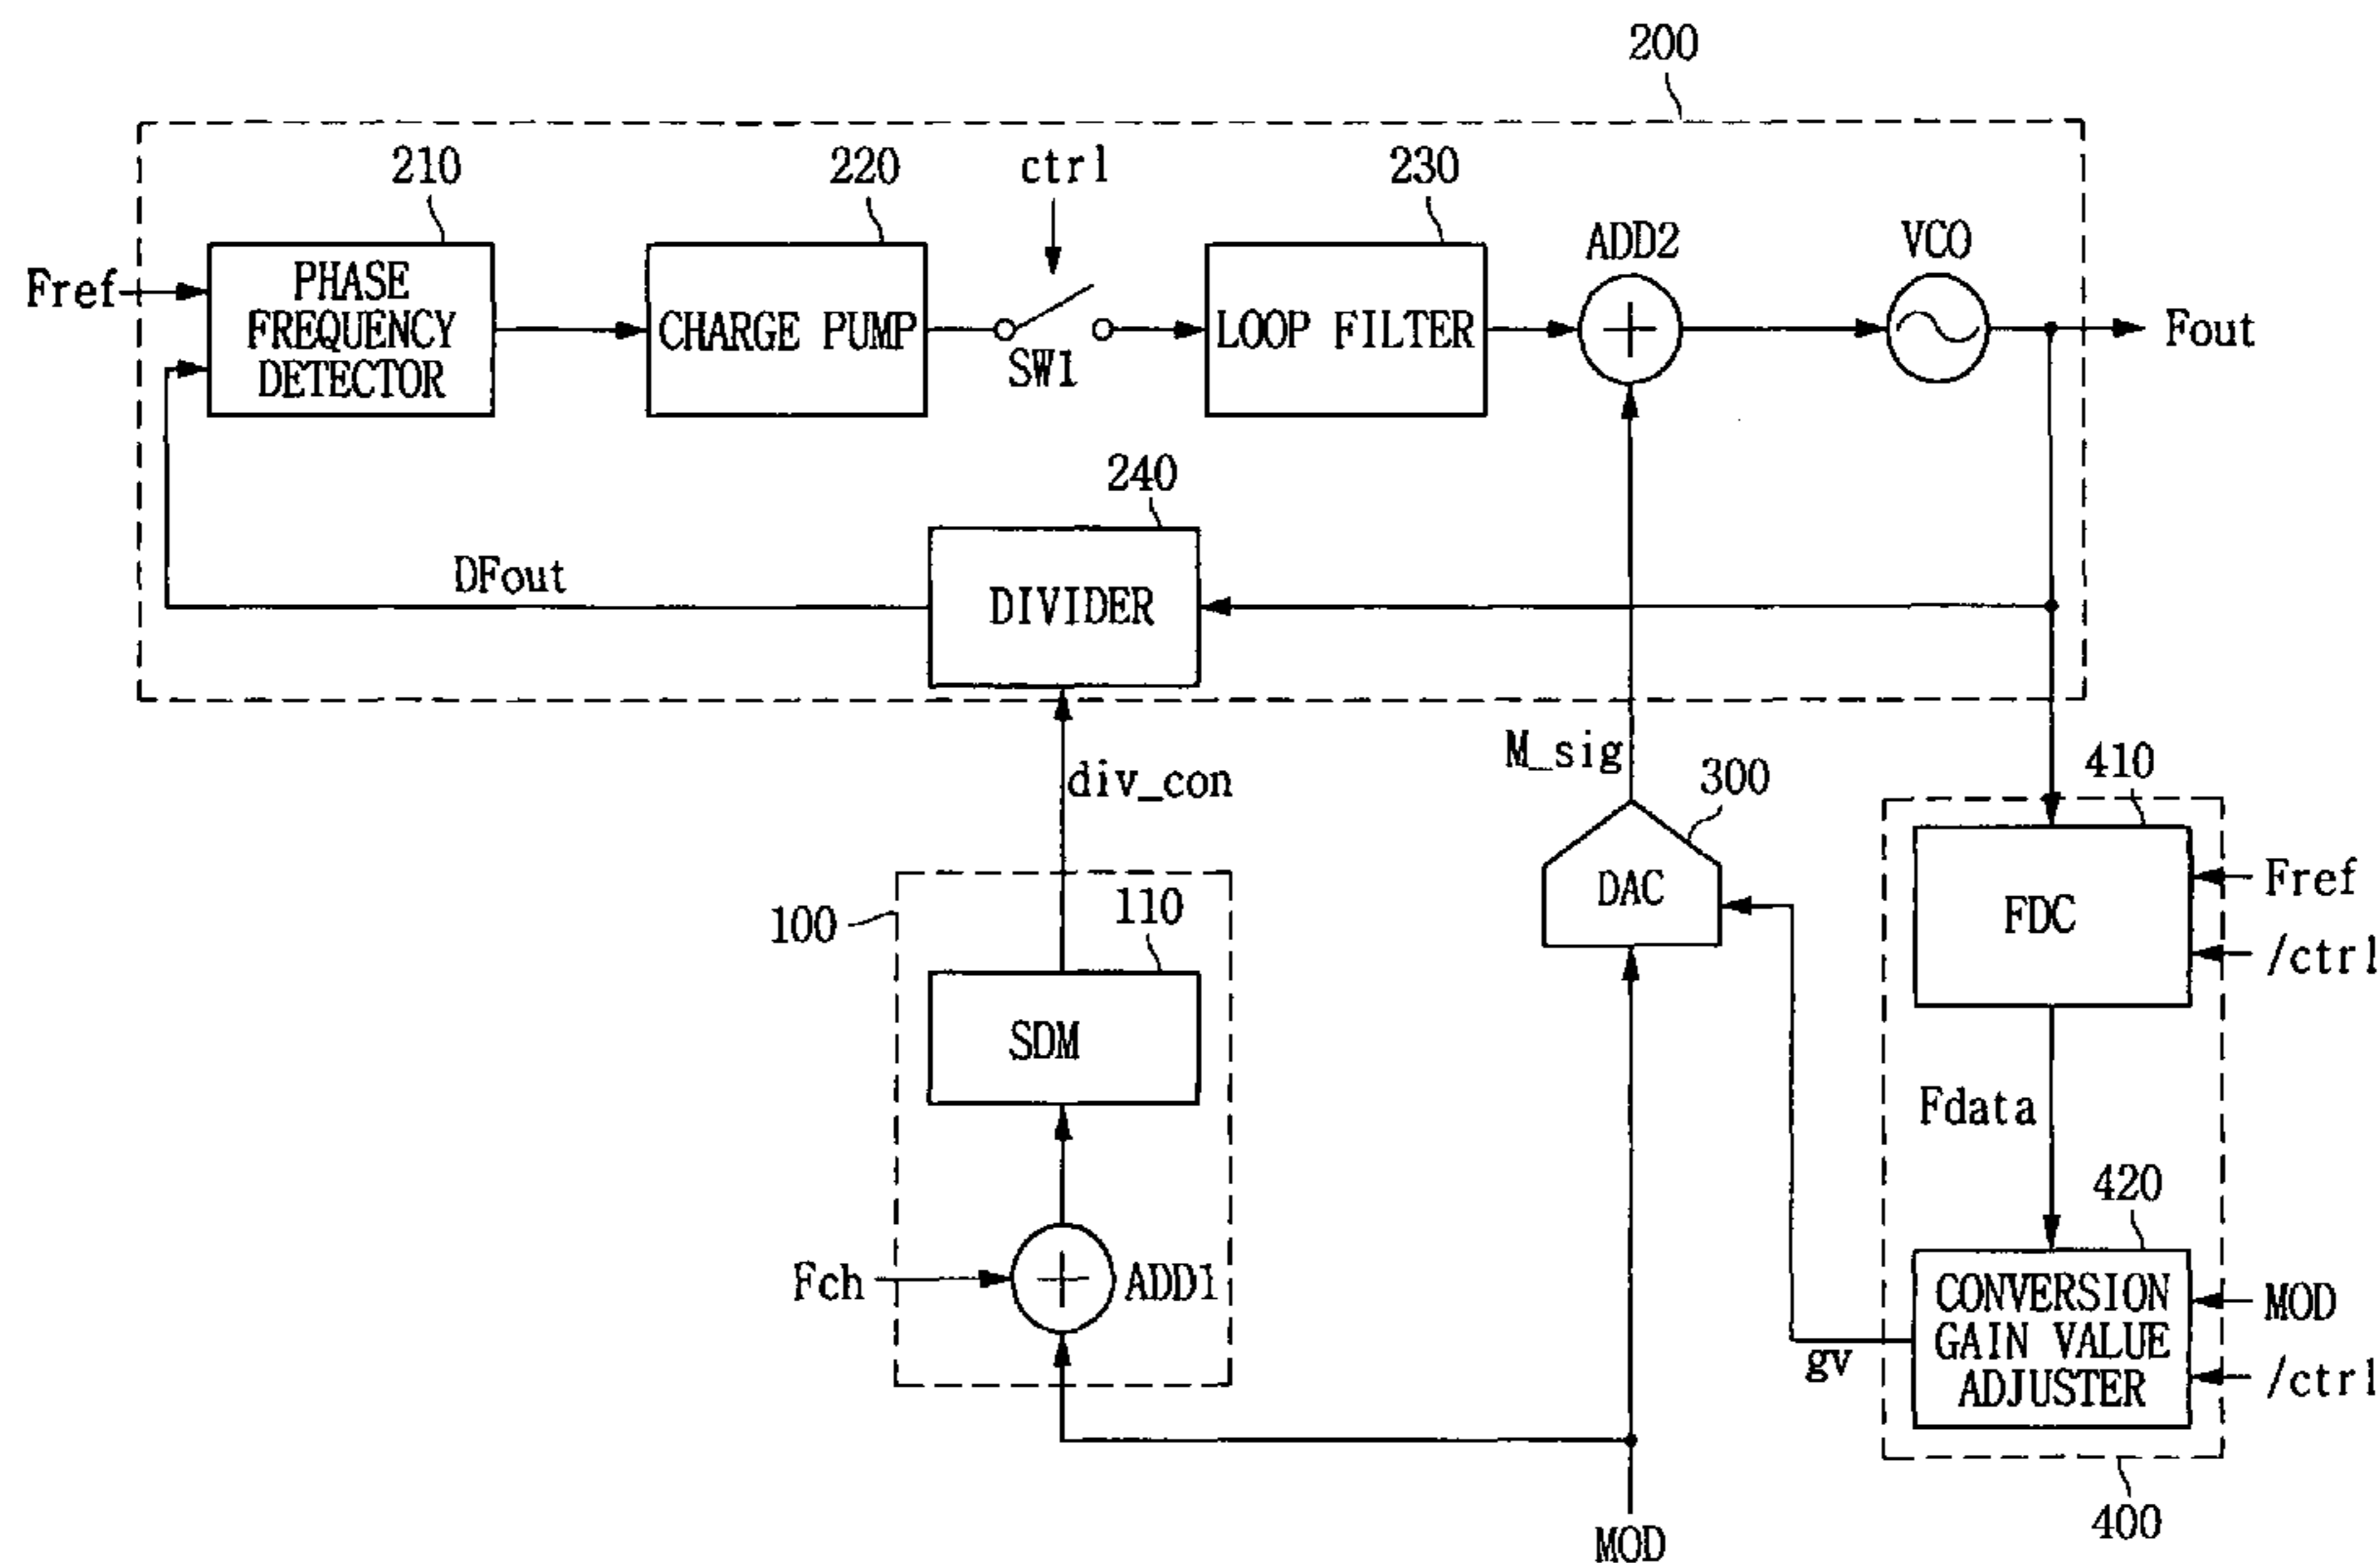 200
210
220
ctrl
230
ADD2
VCO
Fref
PHASE
FREQUENCY
DETECTOR
CHARGE PUMP
SW1
LOOP FILTER
Fout
240
DFout
DIVIDER
div_con
M_sig
300
DAC
410
FDC
Fref
/ctrl
100
110
SDM
Fdata
420
Fch
ADD1
gv
CONVERSION
GAIN VALUE
ADJUSTER
MOD
/ctrl
400
MOD